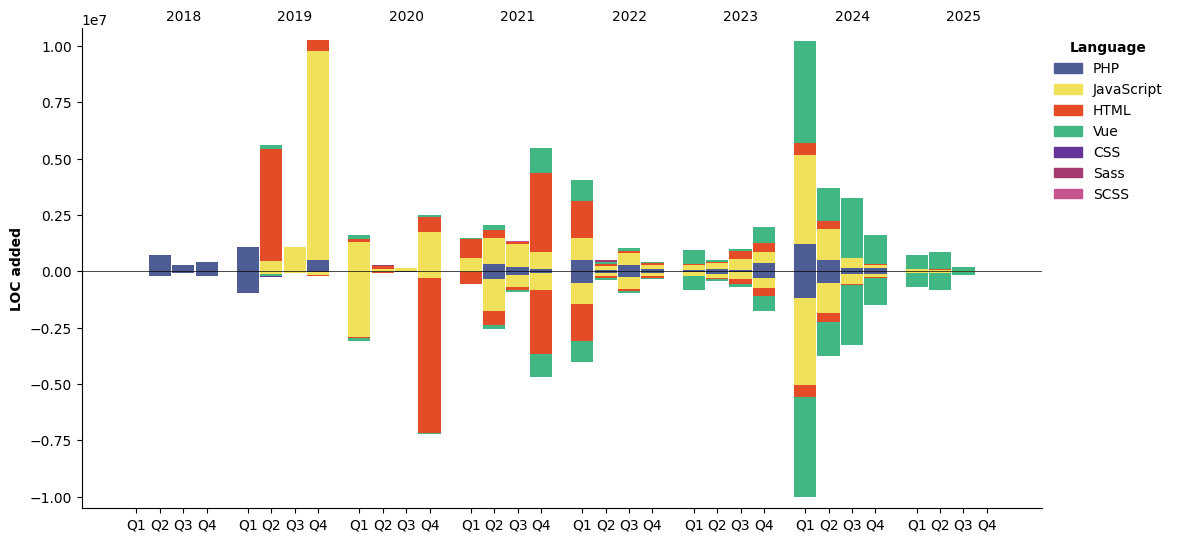 2018 2019 2020 2021 2022 2023 2024 2025
1e7
Language
PHP
JavaScript
HTML
Vue
CSS
Sass
SCSS
LOC added
1.00
0.75
0.50
0.25
0.00
−0.25
−0.50
−0.75
−1.00
Q1 Q2 Q3 Q4 Q1 Q2 Q3 Q4 Q1 Q2 Q3 Q4 Q1 Q2 Q3 Q4 Q1 Q2 Q3 Q4 Q1 Q2 Q3 Q4 Q1 Q2 Q3 Q4 Q1 Q2 Q3 Q4